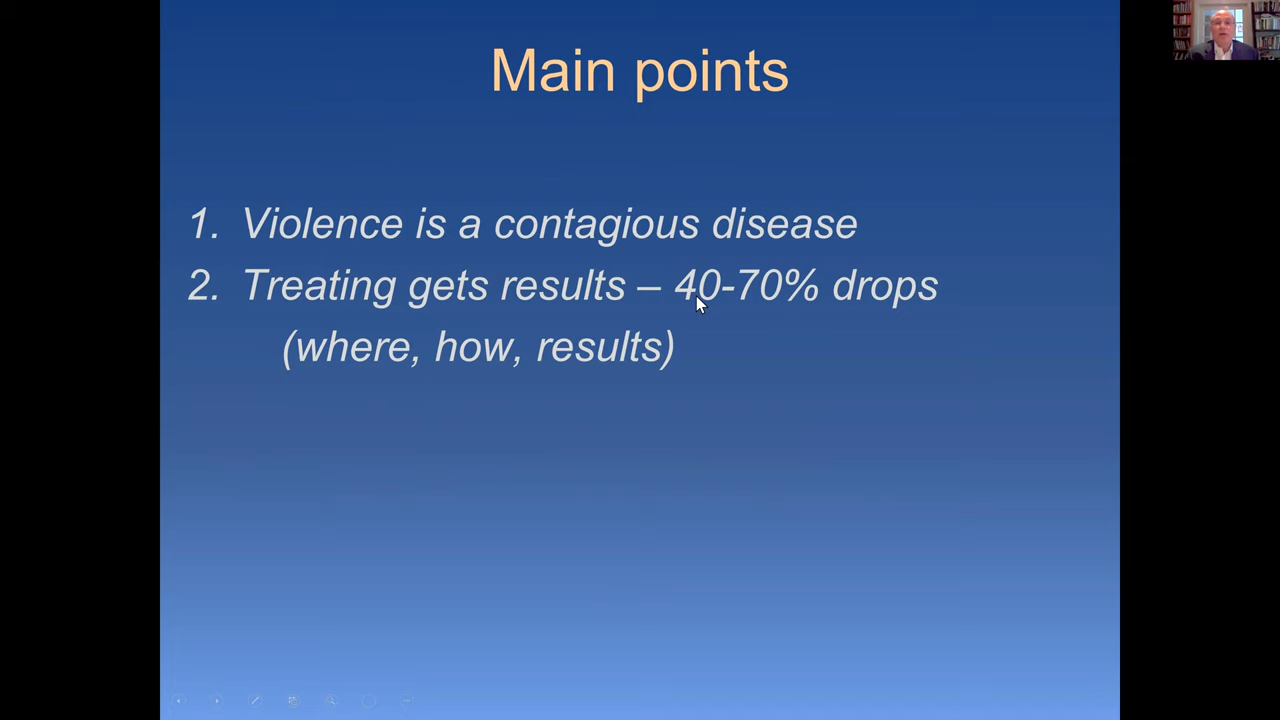 Main points
1. Violence is a contagious disease
2. Treating gets results – 40-70% drops
(where, how, results)